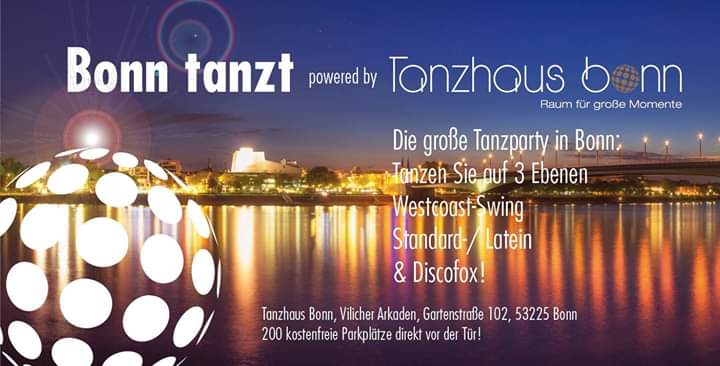 Bonn tanzt powered by Tanzhaus bonn
Raum für große Momente
Die große Tanzparty in Bonn:
Tanzen Sie auf 3 Ebenen
Westcoast-Swing
Standard-/ Latein
& Discofox!
Tanzhaus Bonn, Vilicher Arkaden, Gartenstraße 102, 53225 Bonn
200 kostenfreie Parkplätze direkt vor der Tür!